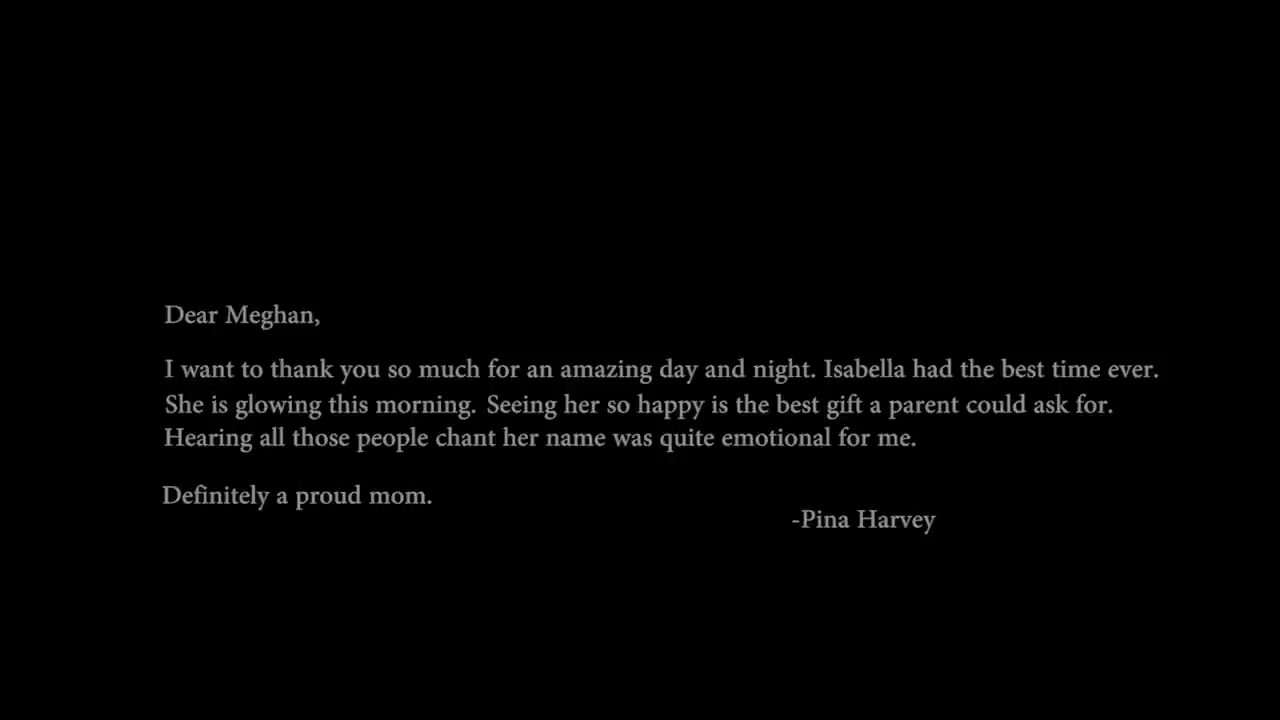 Dear Meghan,
I want to thank you so much for an amazing day and night. Isabella had the best time ever.
She is glowing this morning. Seeing her so happy is the best gift a parent could ask for.
Hearing all those people chant her name was quite emotional for me.
Definitely a proud mom.
-Pina Harvey